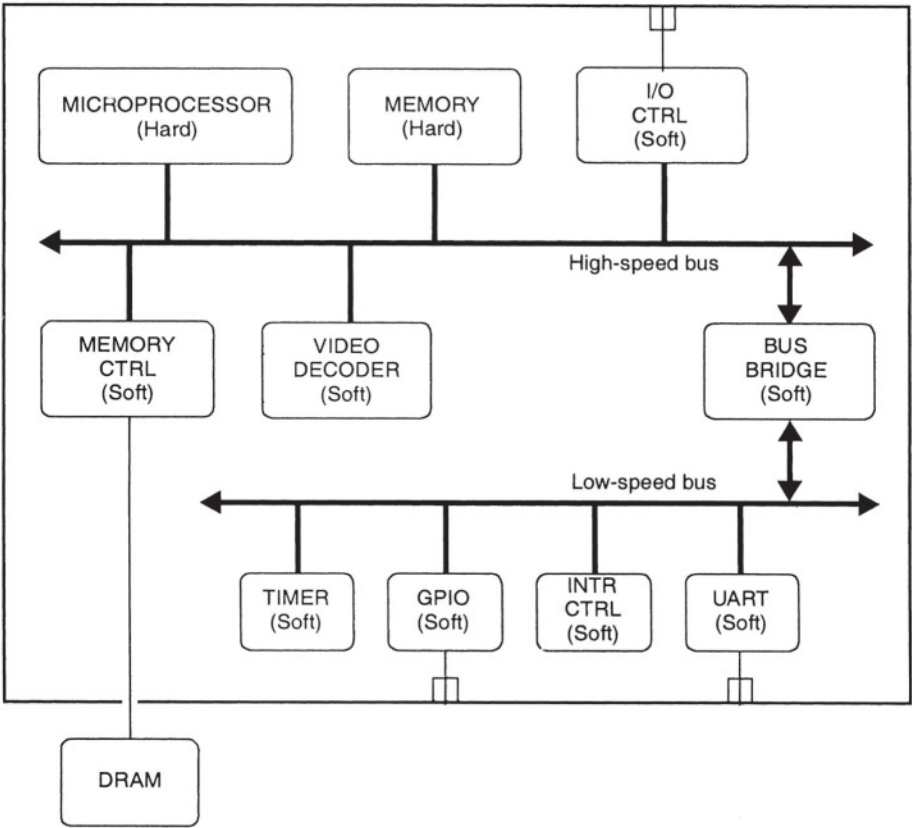 MICROPROCESSOR
(Hard)
MEMORY
(Hard)
I/O
CTRL
(Soft)
High-speed bus
MEMORY
CTRL
(Soft)
VIDEO
DECODER
(Soft)
BUS
BRIDGE
(Soft)
Low-speed bus
TIMER
(Soft)
GPIO
(Soft)
INTR
CTRL
(Soft)
UART
(Soft)
DRAM